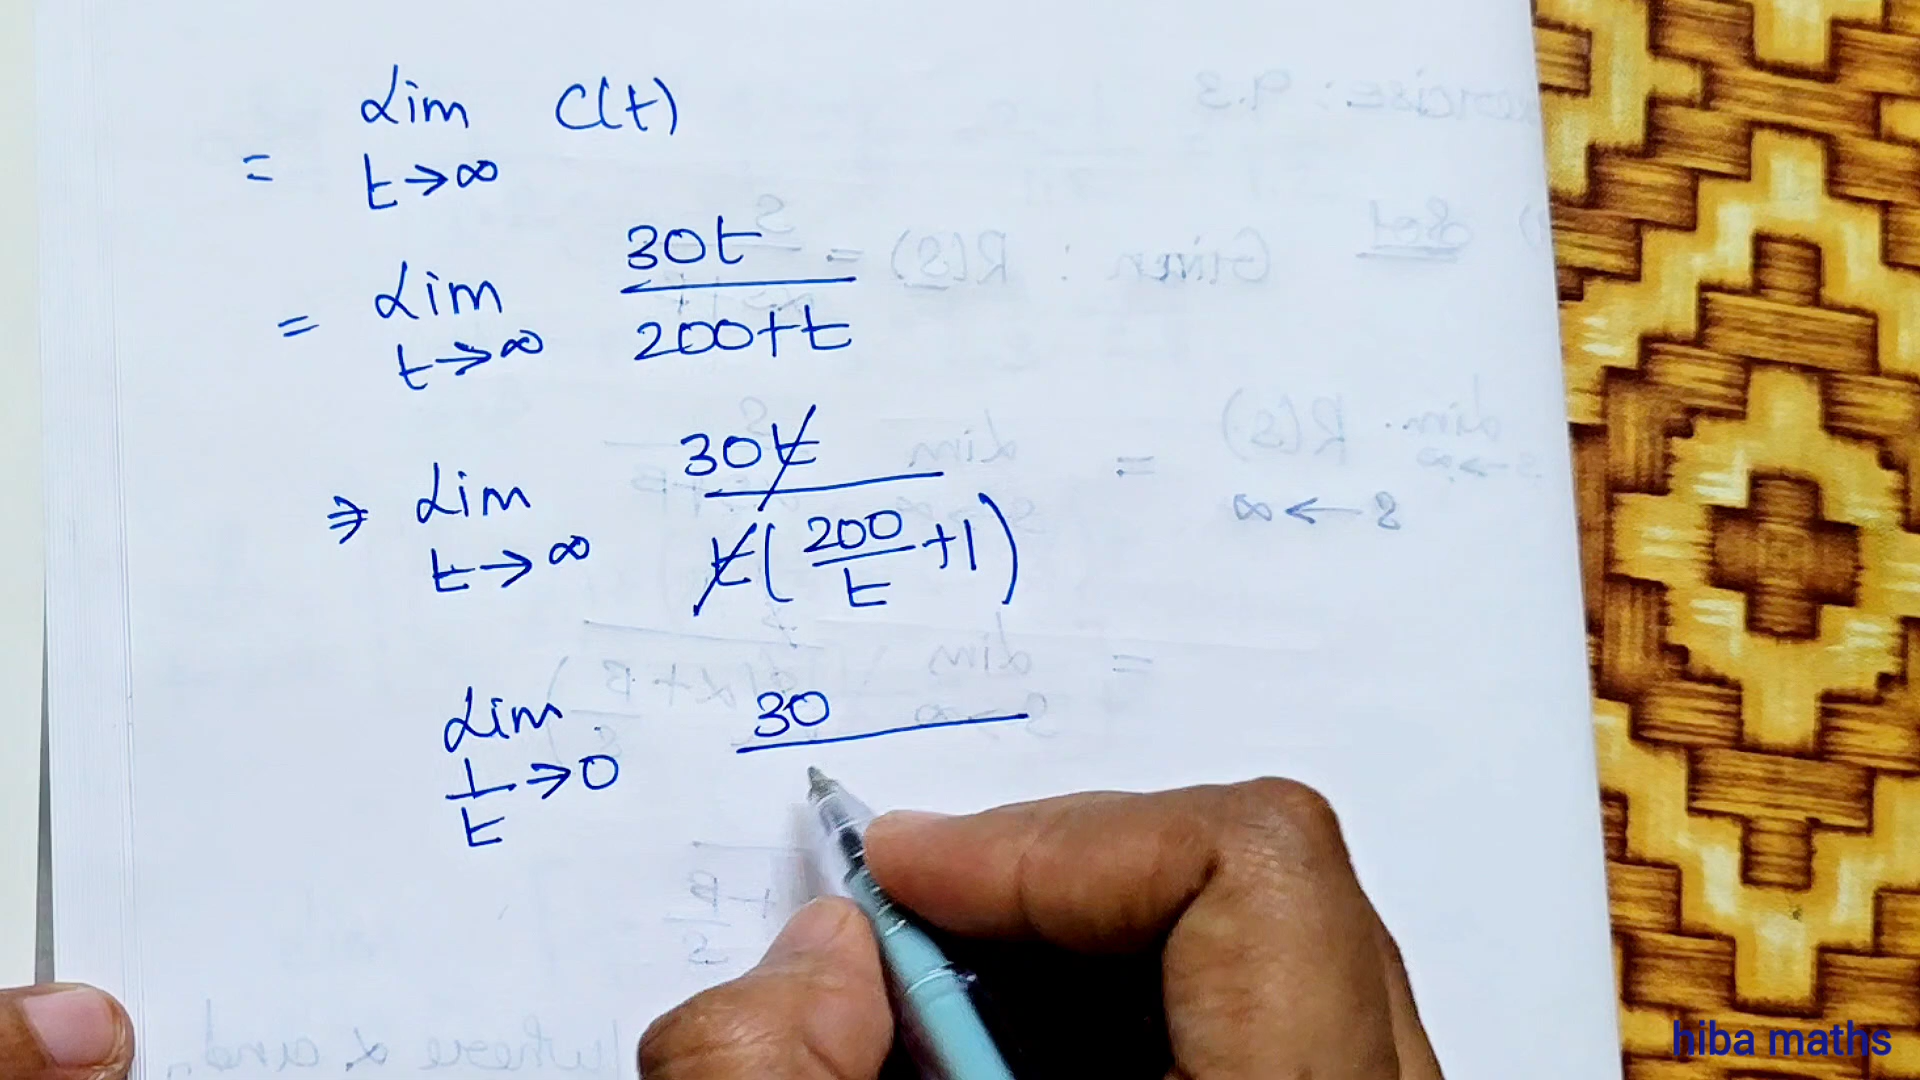 Lim C(t)
= t→∞
= Lim 30t / 200+t
t→∞
⇒ Lim 30t / t(200/t +1)
t→∞
Lim 30
1/t→0
hiba maths